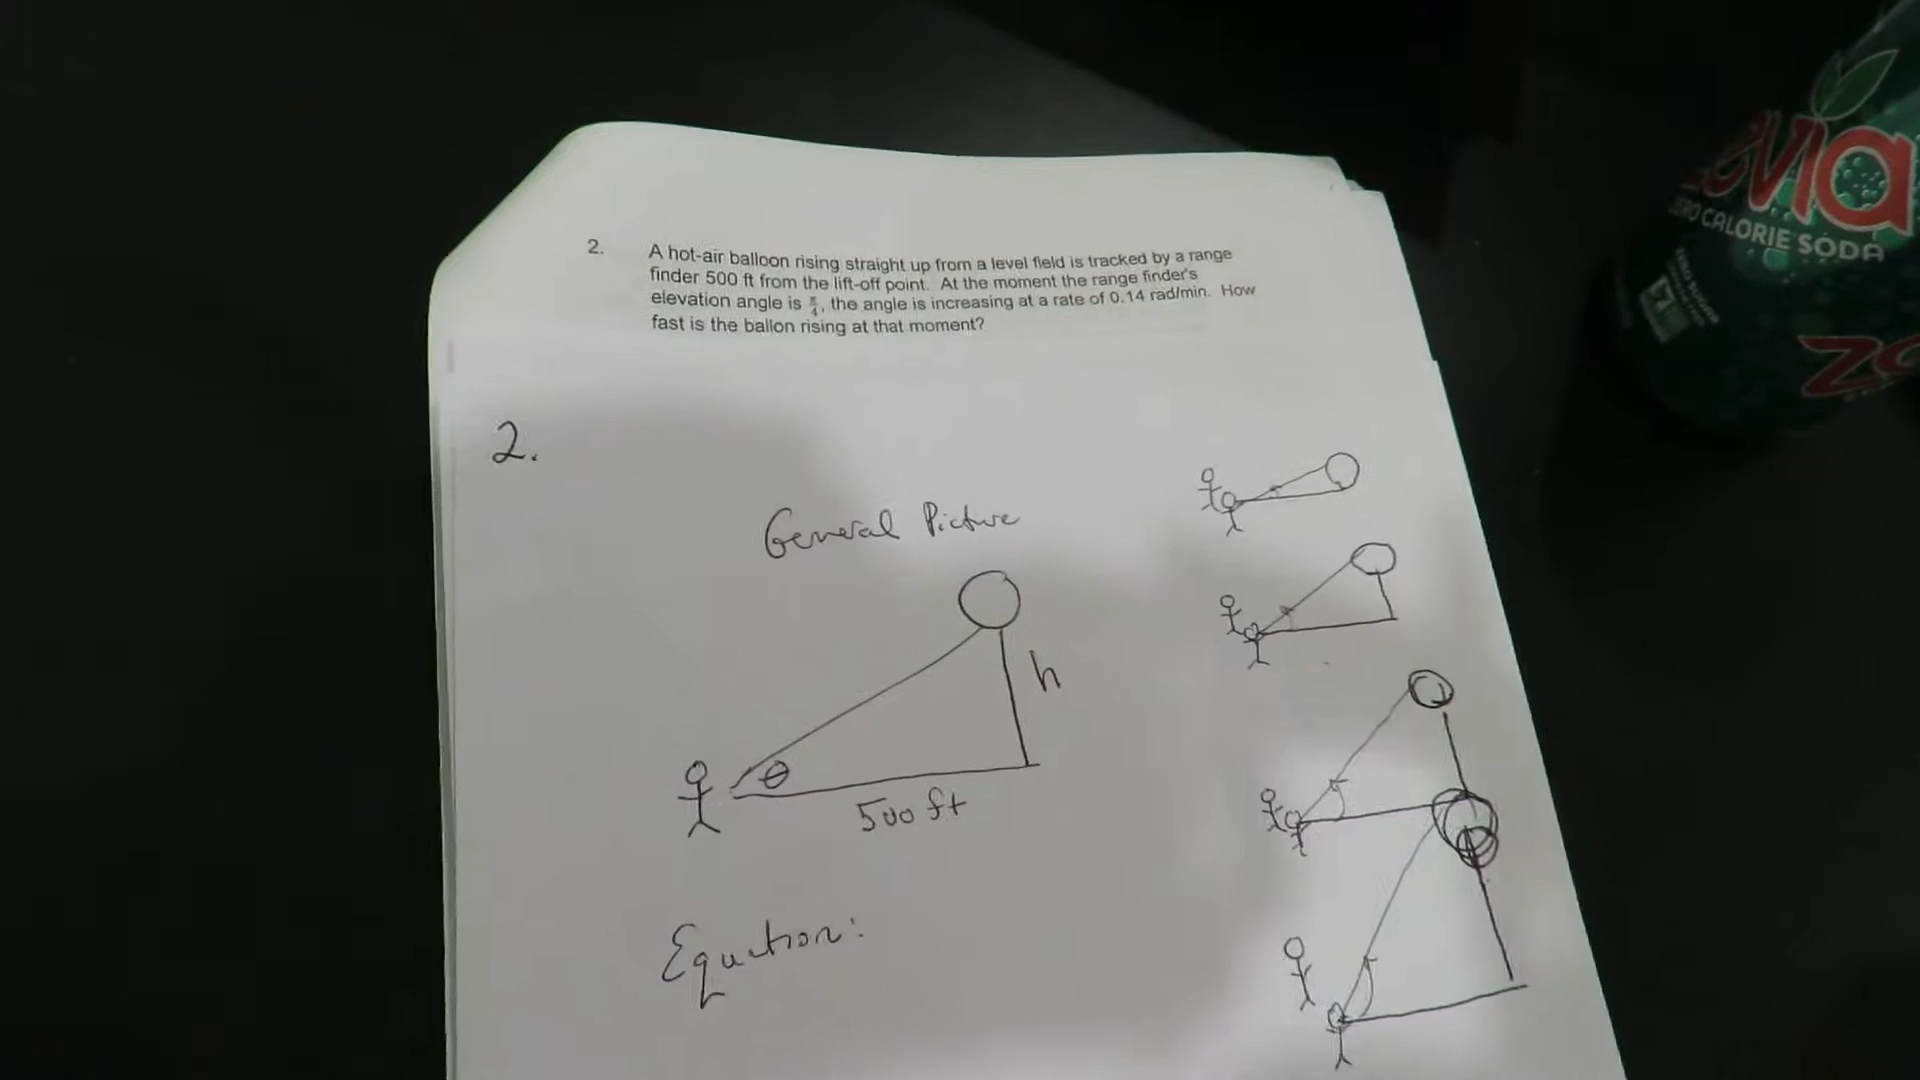 2. A hot-air balloon rising straight up from a level field is tracked by a range
finder 500 ft from the lift-off point. At the moment the range finder's
elevation angle is π/4, the angle is increasing at a rate of 0.14 rad/min. How
fast is the ballon rising at that moment?
2.
General Picture
h
θ
500 ft
Equation:
evia
ZERO CALORIE SODA